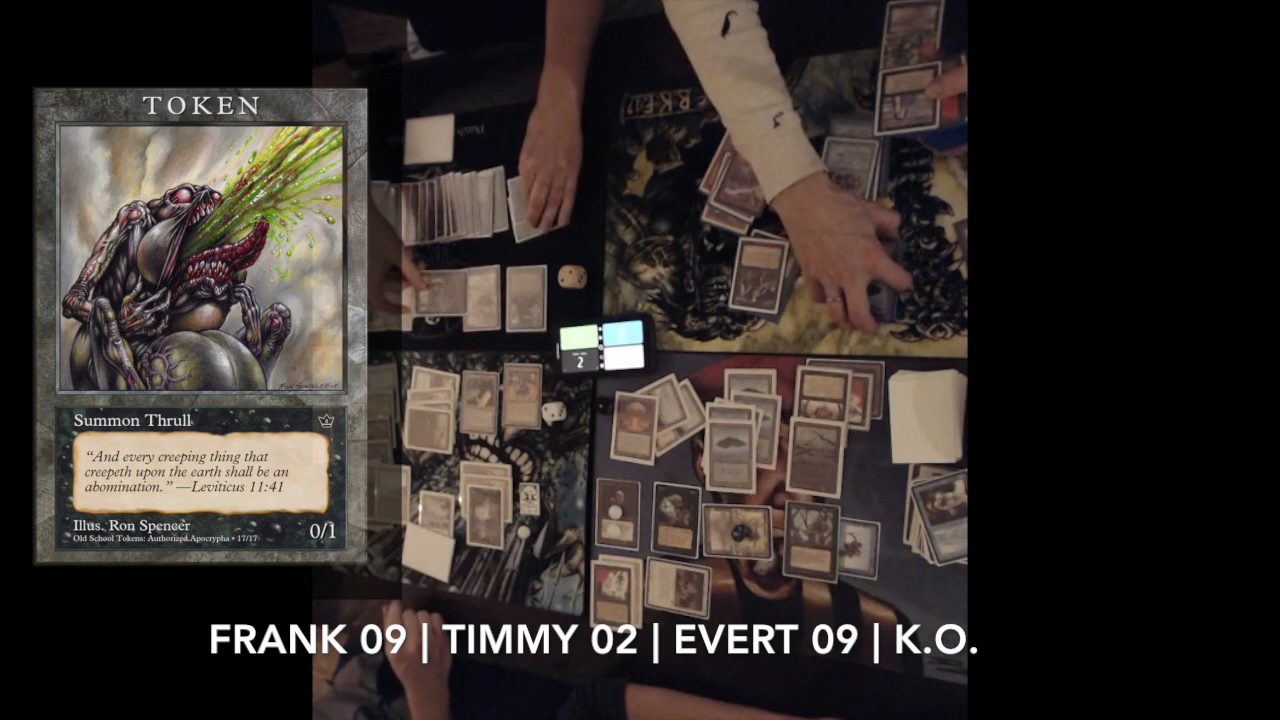 TOKEN
Summon Thrull
“And every creeping thing that
creepeth upon the earth shall be an
abomination.” —Leviticus 11:41
Illus. Ron Spencer
Old School Tokens: Authorized Apocrypha • 17/17
0/1
2
FRANK 09 | TIMMY 02 | EVERT 09 | K.O.